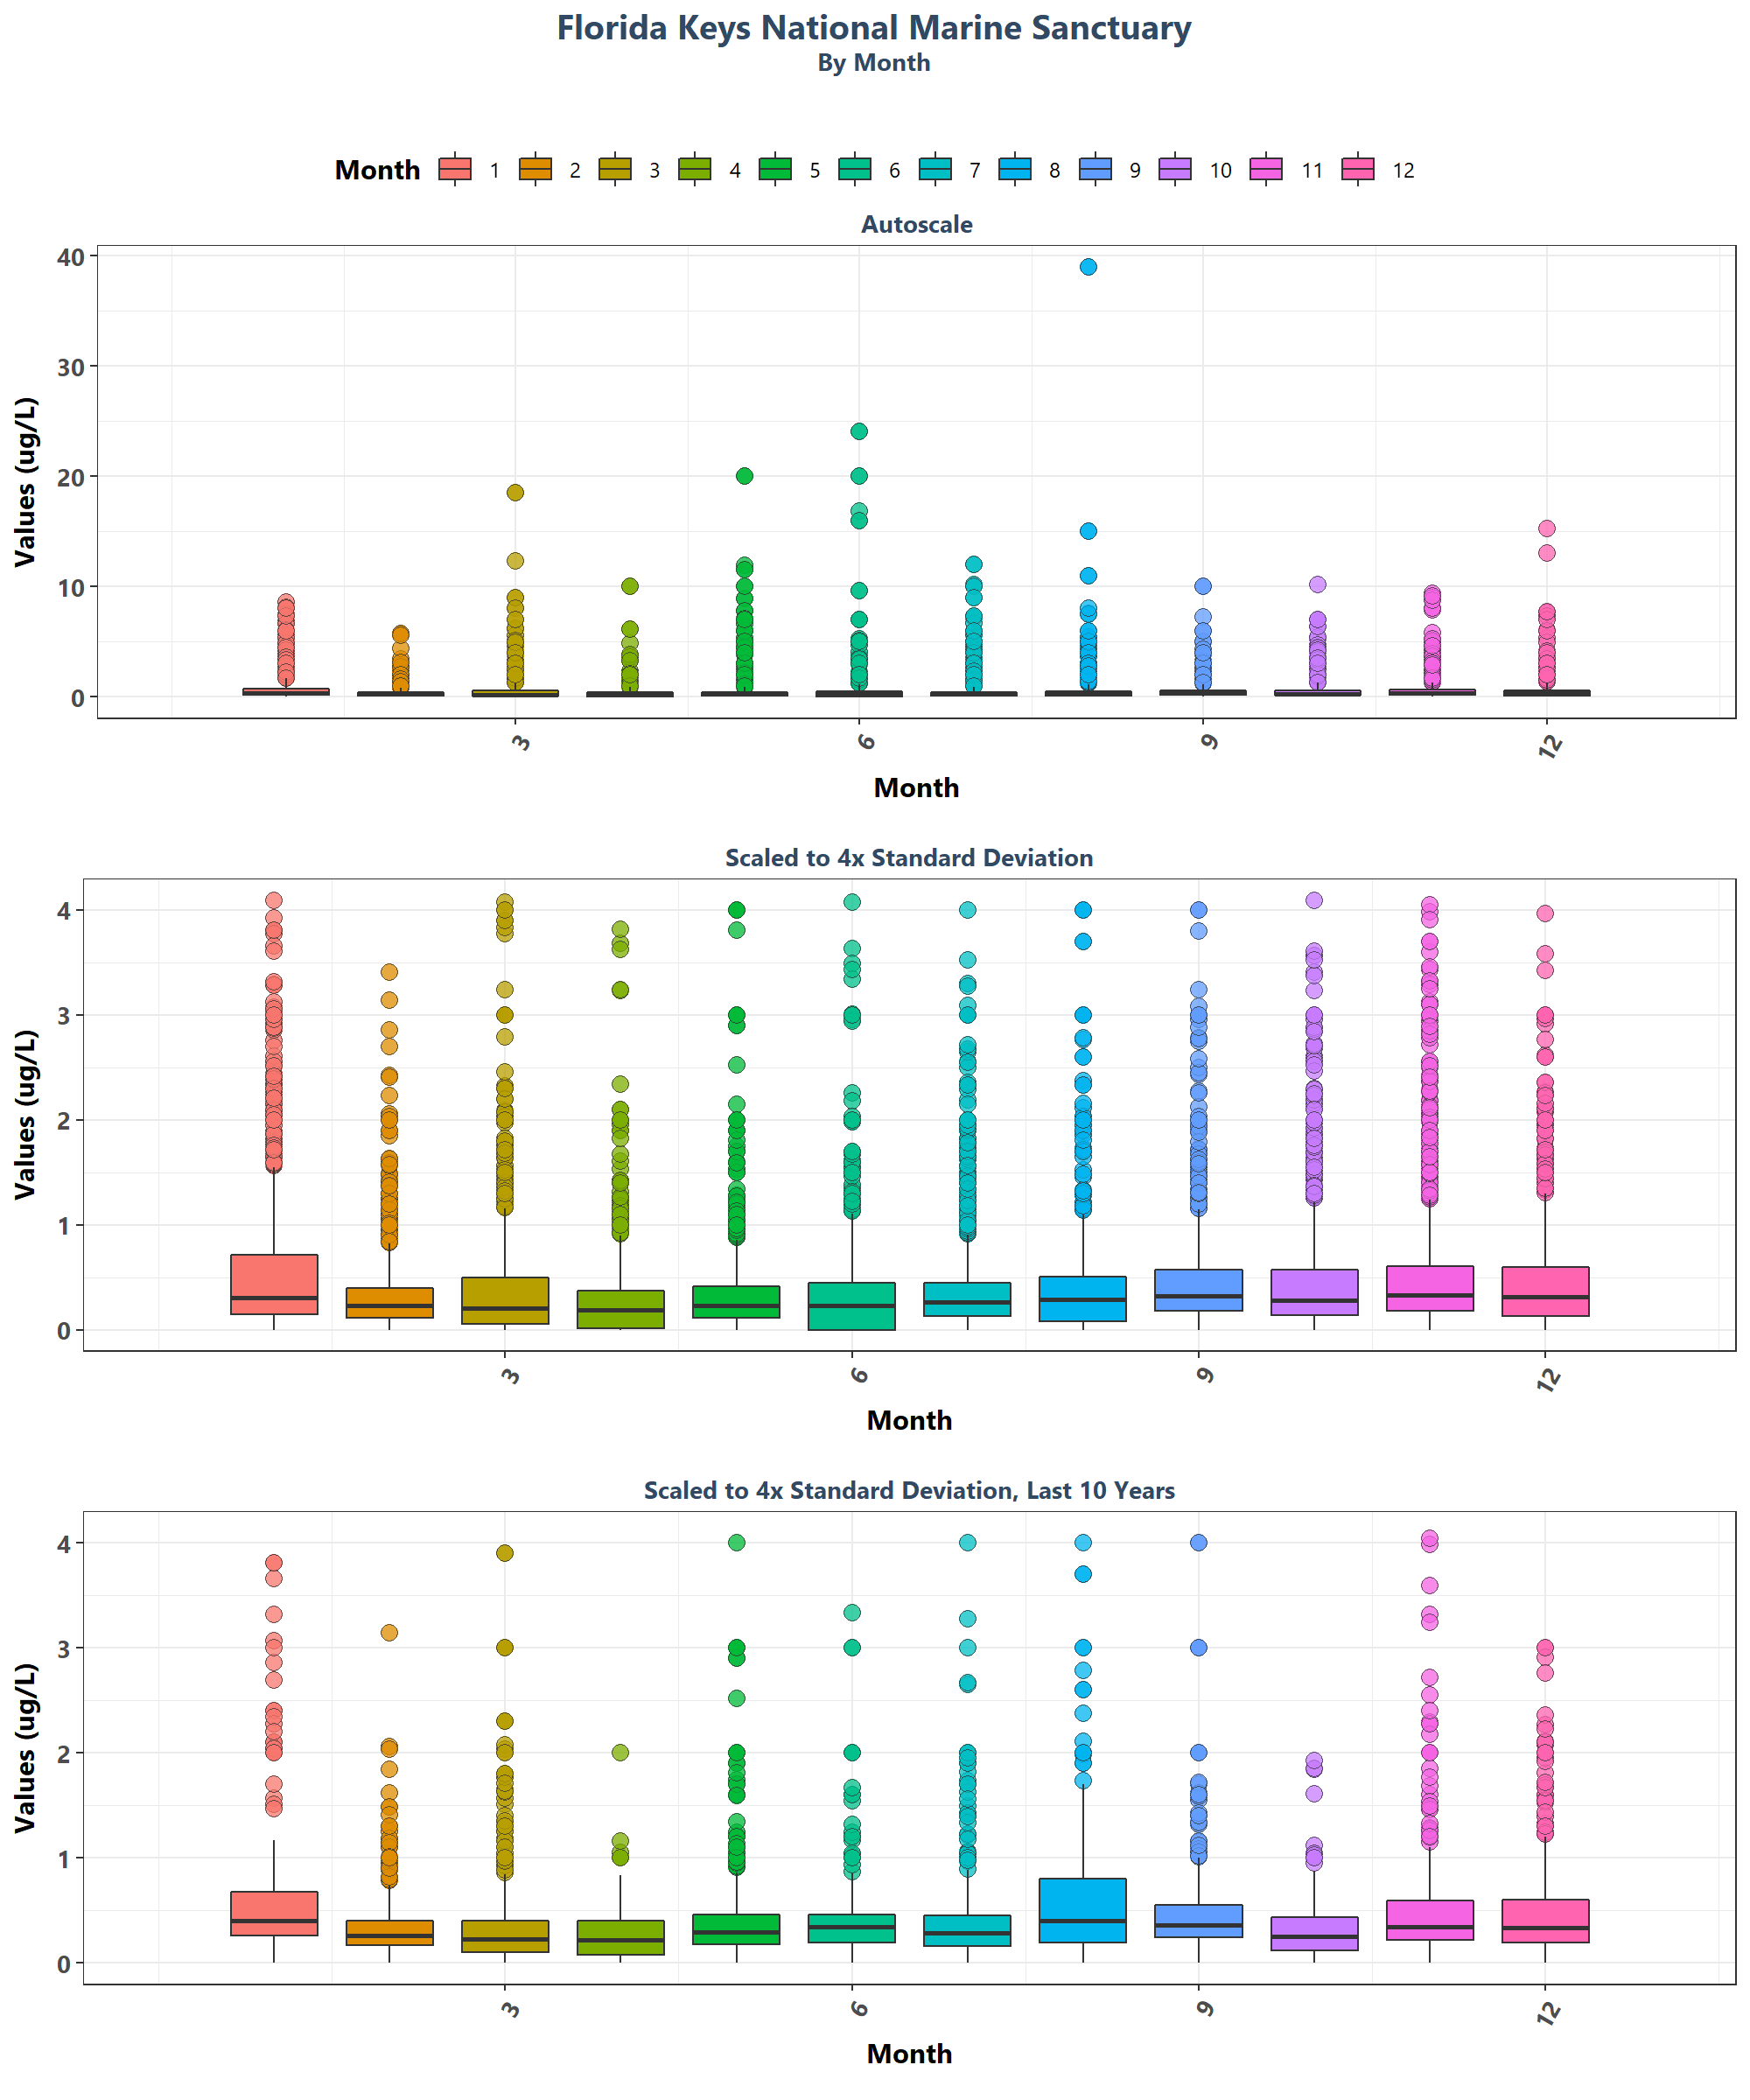 Florida Keys National Marine Sanctuary
By Month
Month 1 2 3 4 5 6 7 8 9 10 11 12
Autoscale
Values (ug/L)
40
30
20
10
0
3 6 9 12
Month
Scaled to 4x Standard Deviation
Values (ug/L)
4
3
2
1
0
3 6 9 12
Month
Scaled to 4x Standard Deviation, Last 10 Years
Values (ug/L)
4
3
2
1
0
3 6 9 12
Month